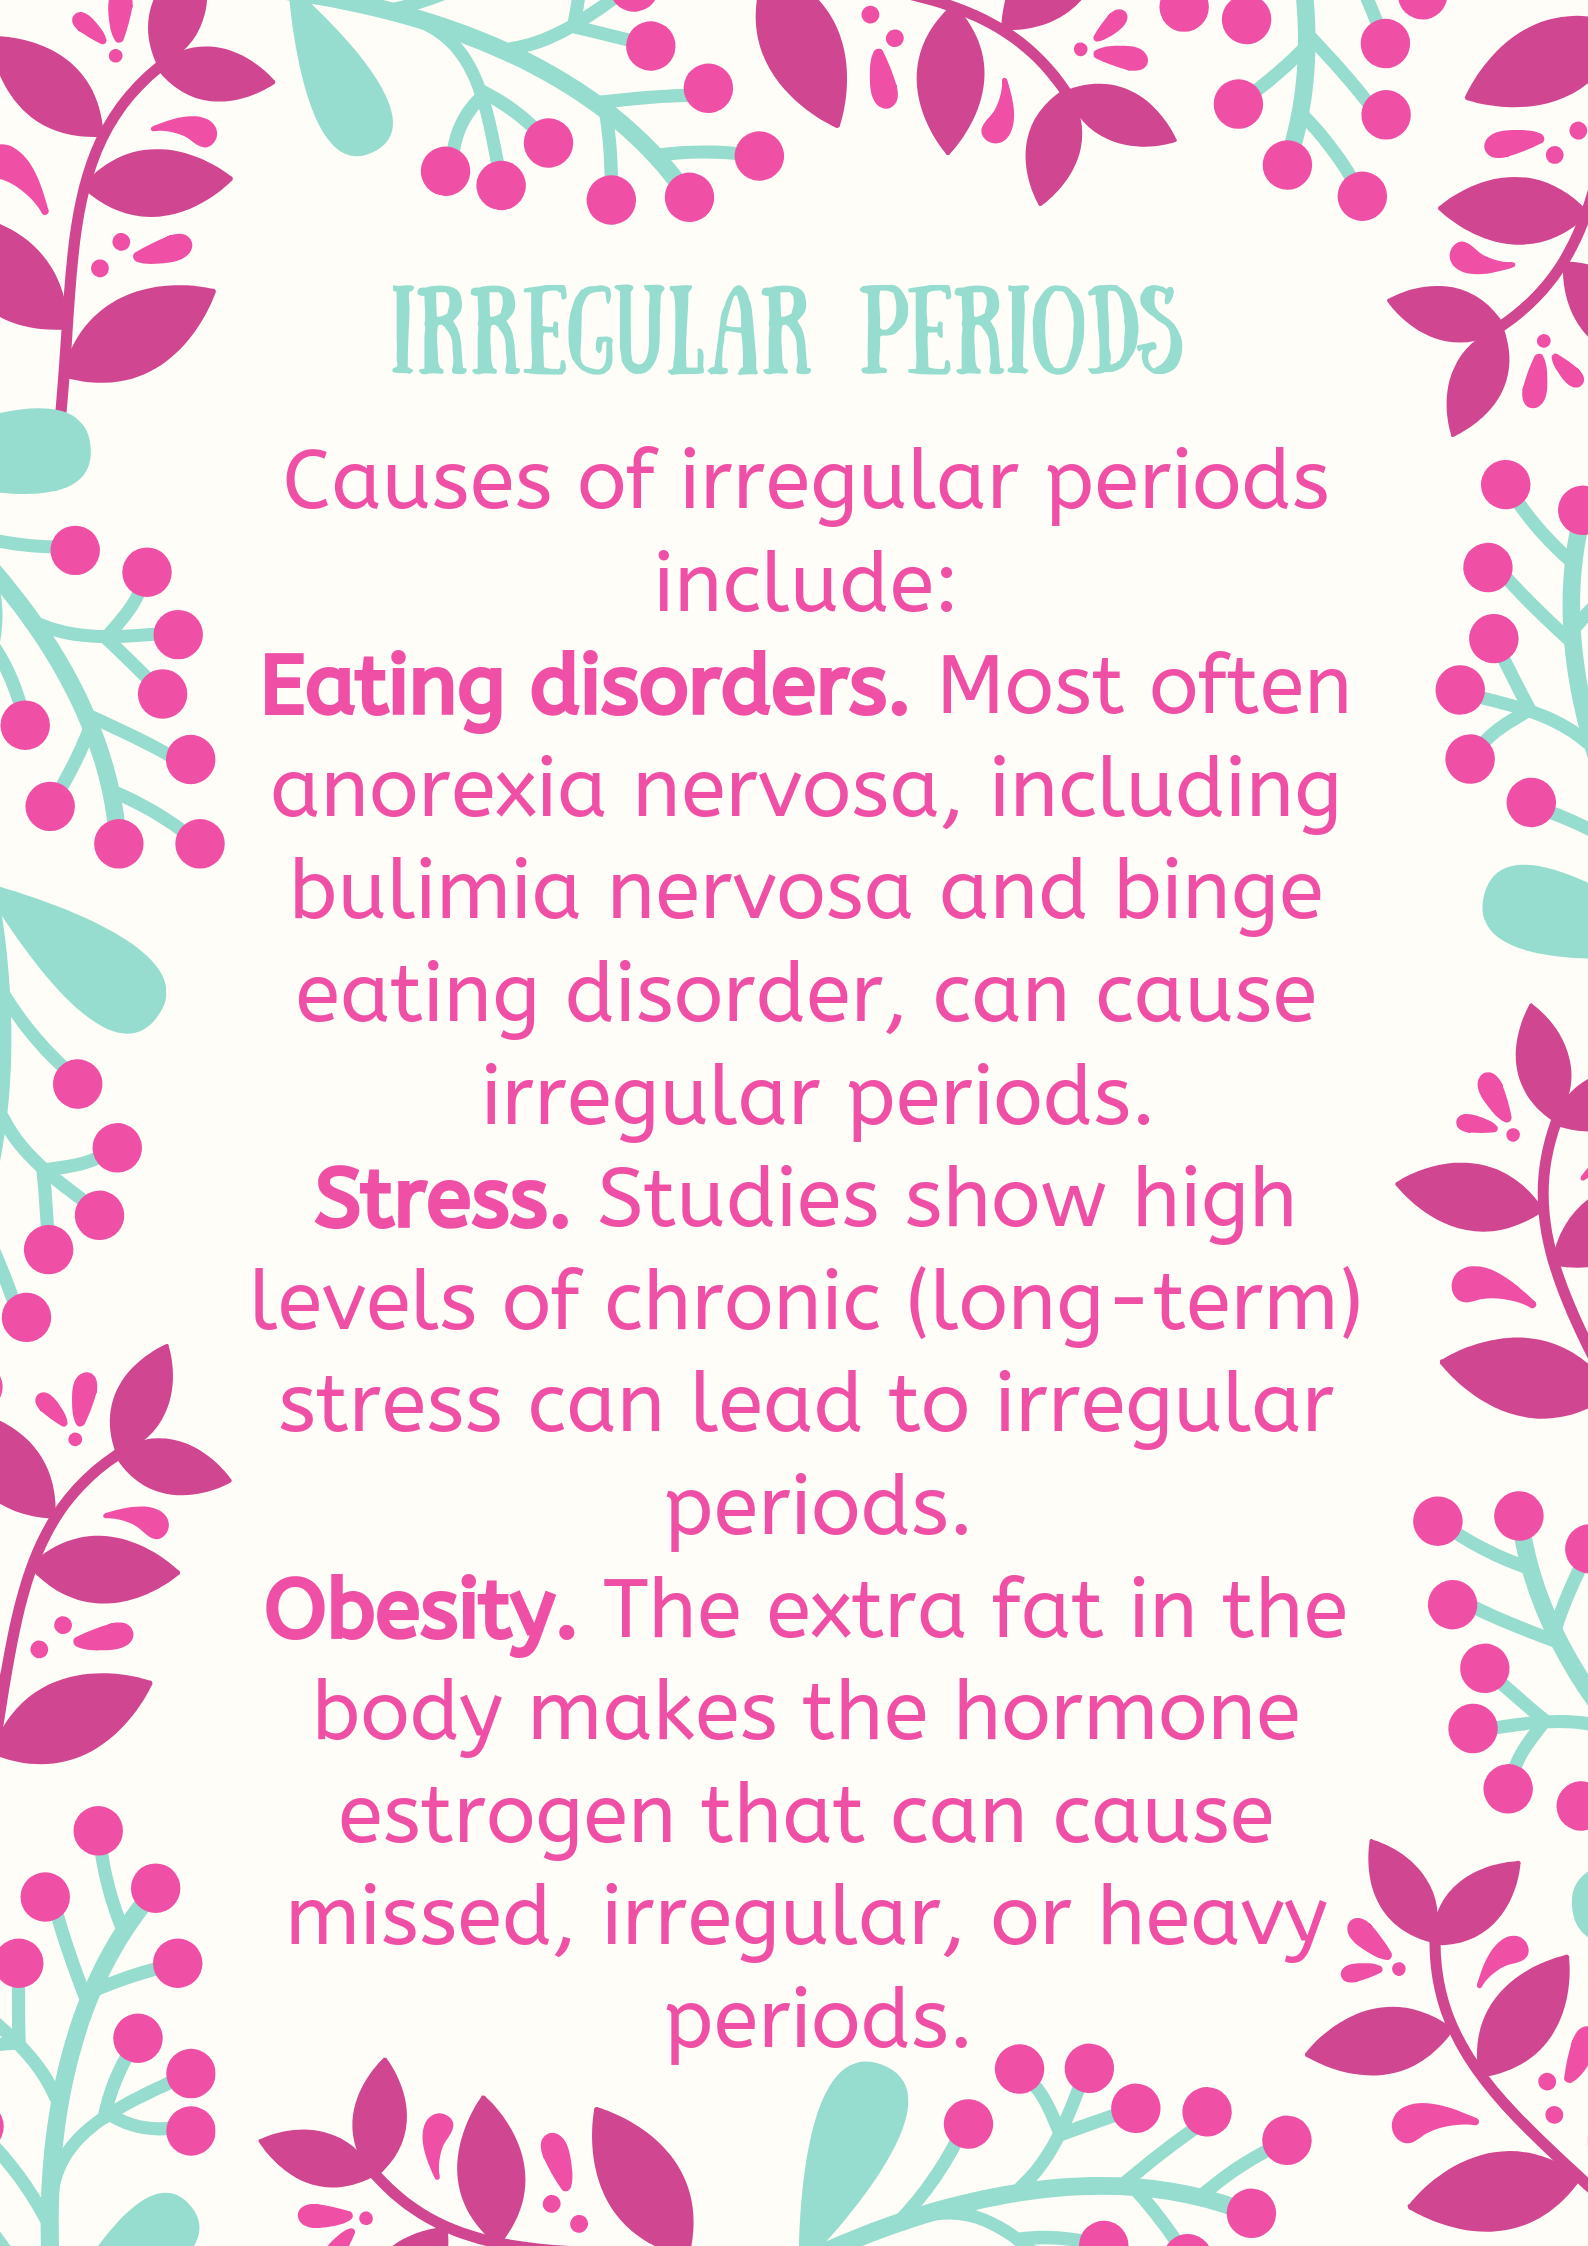 IRREGULAR PERIODS
Causes of irregular periods
include:
Eating disorders. Most often
anorexia nervosa, including
bulimia nervosa and binge
eating disorder, can cause
irregular periods.
Stress. Studies show high
levels of chronic (long-term)
stress can lead to irregular
periods.
Obesity. The extra fat in the
body makes the hormone
estrogen that can cause
missed, irregular, or heavy
periods.